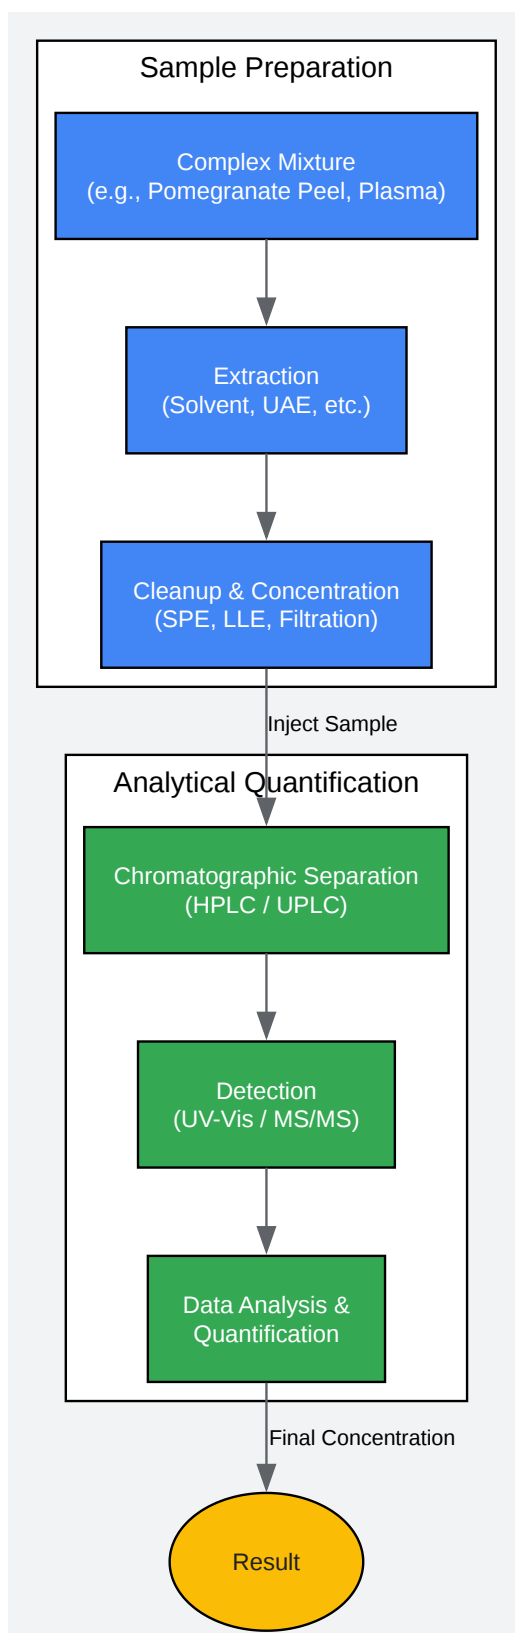 Sample Preparation
Complex Mixture
(e.g., Pomegranate Peel, Plasma)
Extraction
(Solvent, UAE, etc.)
Cleanup & Concentration
(SPE, LLE, Filtration)
Inject Sample
Analytical Quantification
Chromatographic Separation
(HPLC / UPLC)
Detection
(UV-Vis / MS/MS)
Data Analysis &
Quantification
Final Concentration
Result